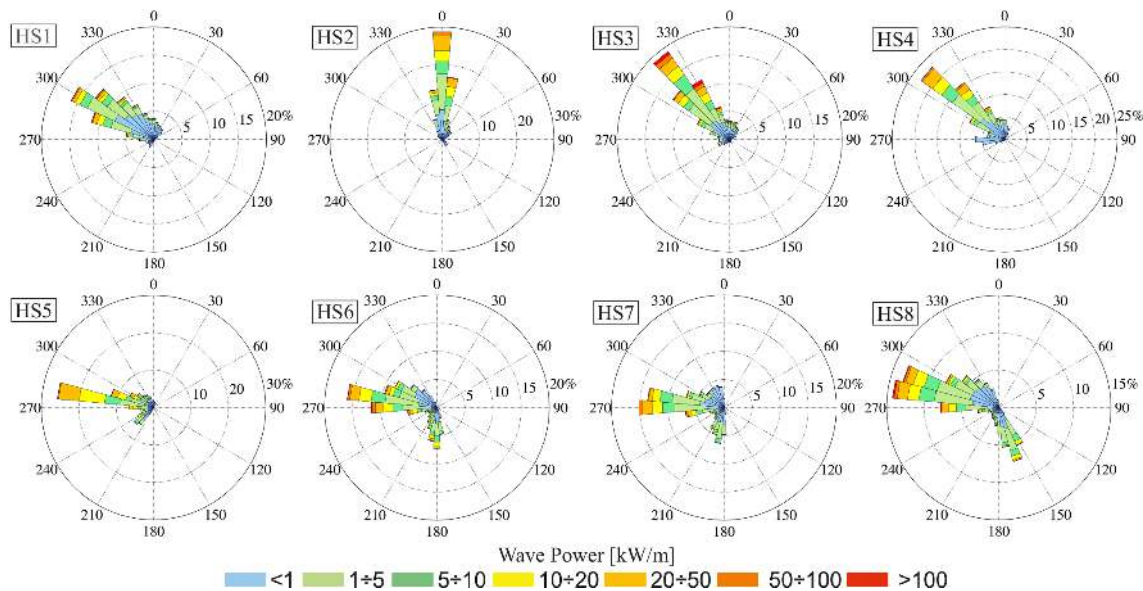 0 0 0 0
HS1 330 30 HS2 330 30 HS3 330 30 HS4 330 30
300 60 300 60 300 60 300 60
5 10 15 20% 10 20 30% 5 10 15 20% 5 10 15 20 25%
270 90 270 90 270 90 270 90
240 120 240 120 240 120 240 120
210 150 210 150 210 150 210 150
180 180 180 180
0 0 0 0
HS5 330 30 HS6 330 30 HS7 330 30 HS8 330 30
300 60 300 60 300 60 300 60
10 20 30% 5 10 15 20% 5 10 15 20% 5 10 15%
270 90 270 90 270 90 270 90
240 120 240 120 240 120 240 120
210 150 210 150 210 150 210 150
180 180 180 180
Wave Power [kW/m]
<1 1÷5 5÷10 10÷20 20÷50 50÷100 >100